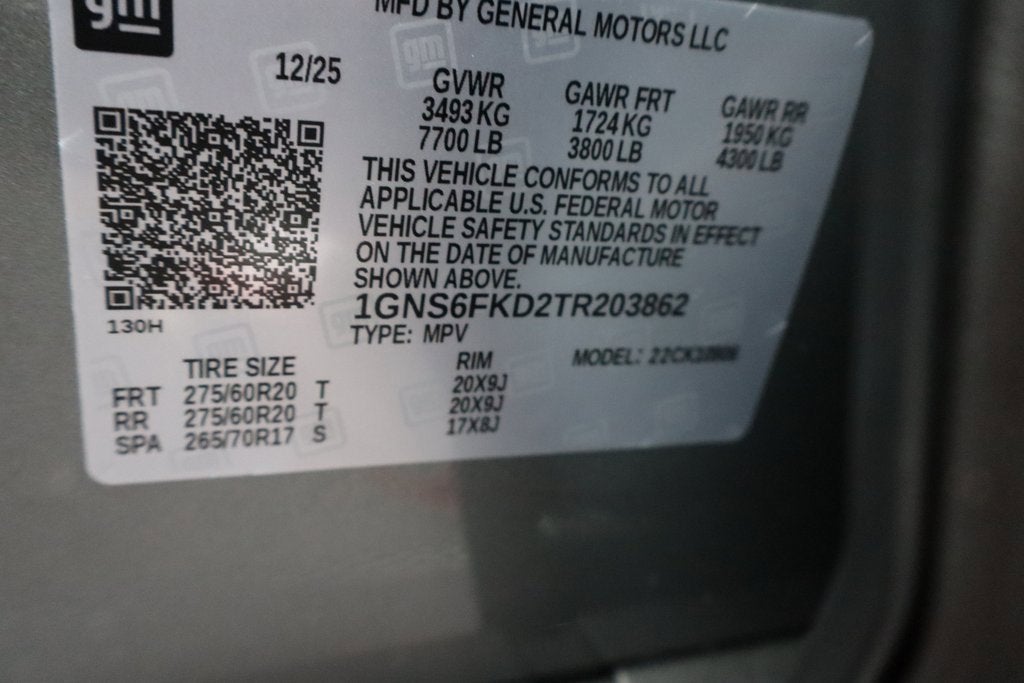 gm
MFD BY GENERAL MOTORS LLC
12/25
GVWR GAWR FRT GAWR RR
3493 KG 1724 KG 1950 KG
7700 LB 3800 LB 4300 LB
THIS VEHICLE CONFORMS TO ALL
APPLICABLE U.S. FEDERAL MOTOR
VEHICLE SAFETY STANDARDS IN EFFECT
ON THE DATE OF MANUFACTURE
SHOWN ABOVE.
1GNS6FKD2TR203862
130H
TYPE: MPV
MODEL:
TIRE SIZE RIM
FRT 275/60R20 T 20X9J
RR 275/60R20 T 20X9J
SPA 265/70R17 S 17X8J